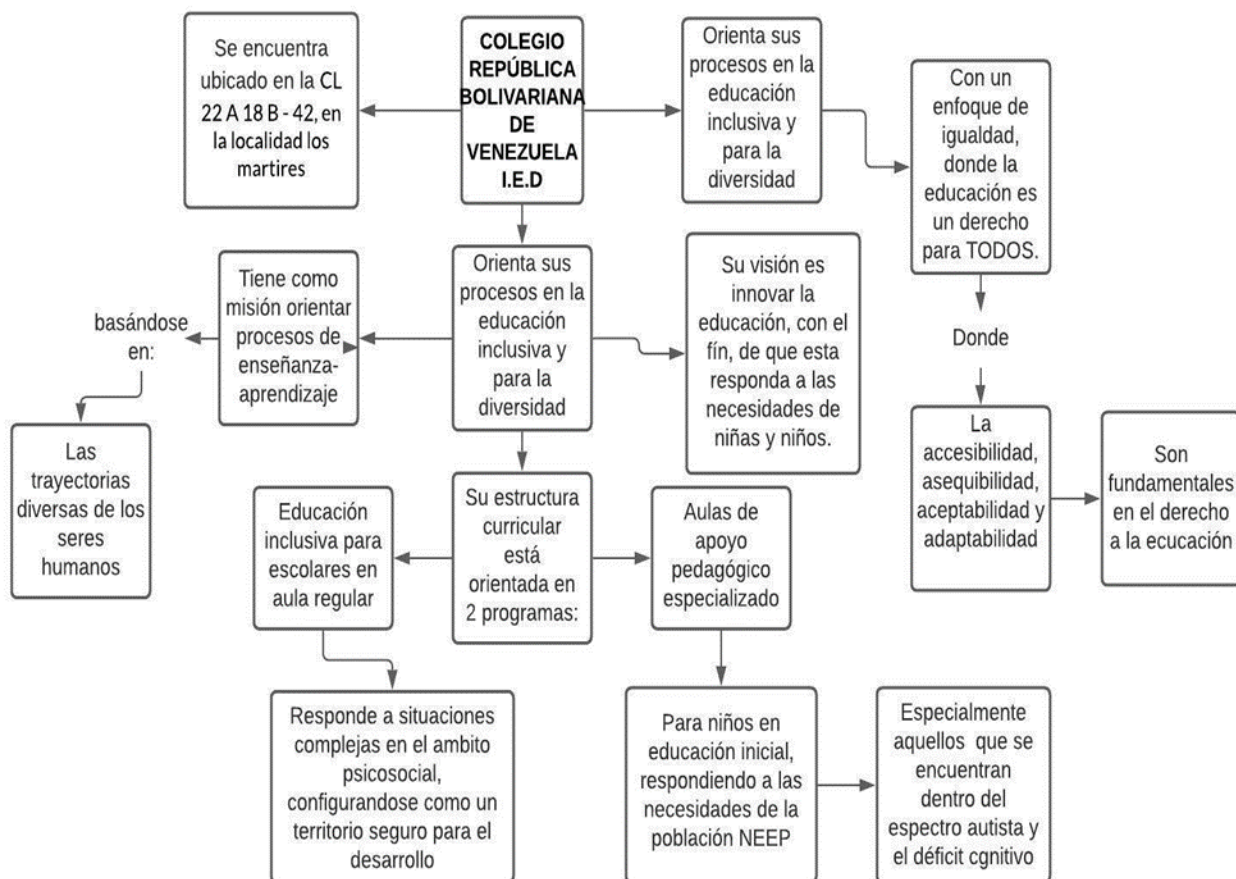 Se encuentra
ubicado en la CL
22 A 18 B - 42, en
la localidad los
martires
COLEGIO
REPÚBLICA
BOLIVARIANA
DE
VENEZUELA
I.E.D
Orienta sus
procesos en la
educación
inclusiva y
para la
diversidad
Con un
enfoque de
igualdad,
donde la
educación es
un derecho
para TODOS.
basándose
en:
Tiene como
misión orientar
procesos de
enseñanza-
aprendizaje
Orienta sus
procesos en la
educación
inclusiva y
para la
diversidad
Su visión es
innovar la
educación, con el
fín, de que esta
responda a las
necesidades de
niñas y niños.
Donde
Las
trayectorias
diversas de los
seres
humanos
La
accesibilidad,
asequibilidad,
aceptabilidad y
adaptabilidad
Son
fundamentales
en el derecho
a la ecucación
Educación
inclusiva para
escolares en
aula regular
Su estructura
curricular
está
orientada en
2 programas:
Aulas de
apoyo
pedagógico
especializado
Responde a situaciones
complejas en el ambito
psicosocial,
configurandose como un
territorio seguro para el
desarrollo
Para niños en
educación inicial,
respondiendo a las
necesidades de la
población NEEP
Especialmente
aquellos que se
encuentran
dentro del
espectro autista y
el déficit cgnitivo